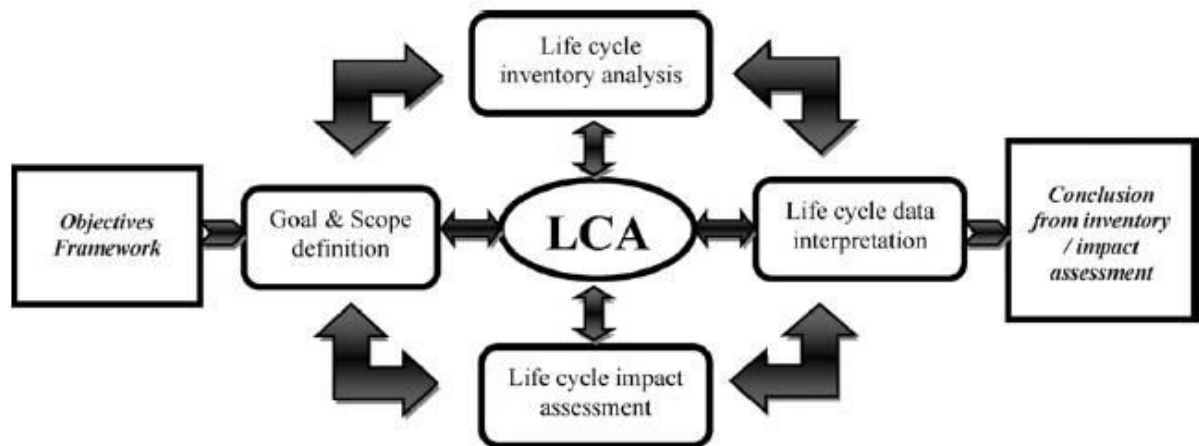 Life cycle
inventory analysis
Objectives
Framework
Goal & Scope
definition
LCA
Life cycle data
interpretation
Conclusion
from inventory
/ impact
assessment
Life cycle impact
assessment